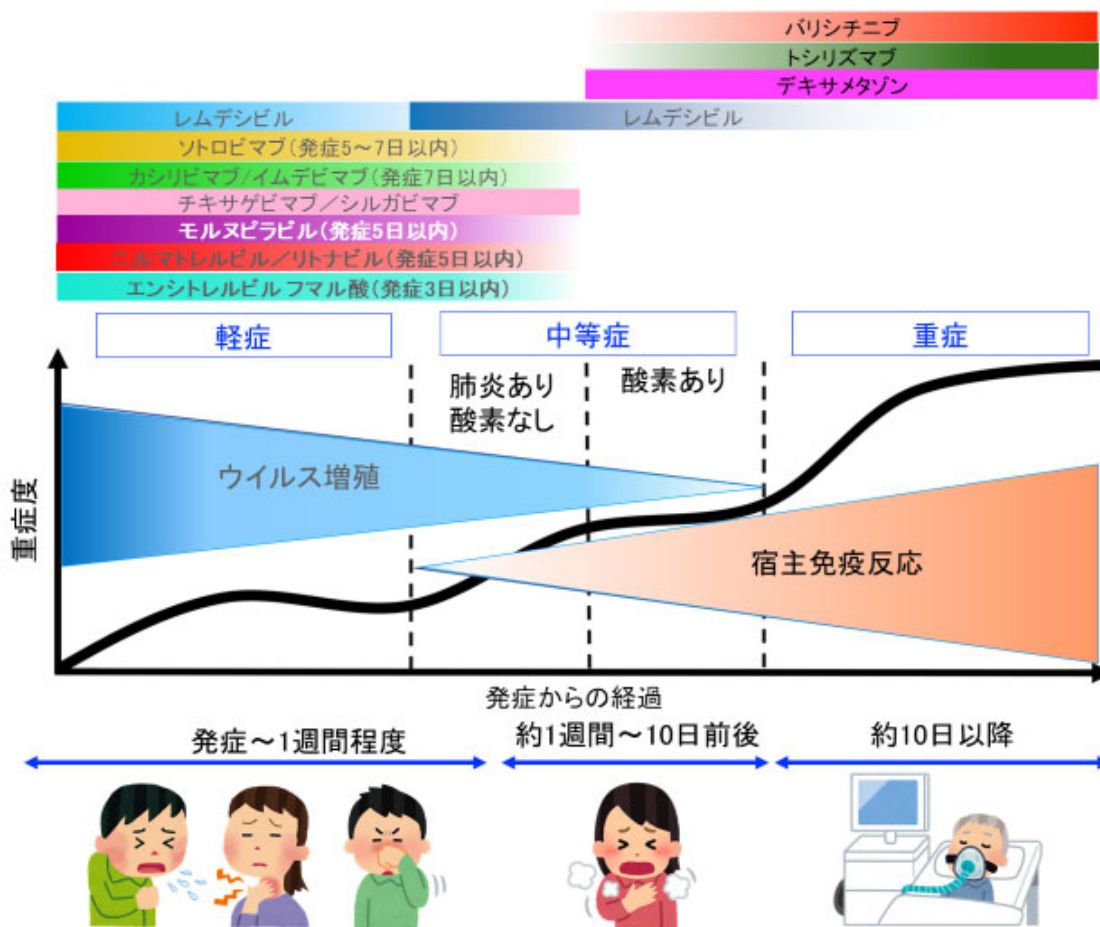 バリシチニブ
トシリズマブ
デキサメタゾン
レムデシビル
レムデシビル
ソトロビマブ(発症5～7日以内)
カシリビマブ/イムデビマブ(発症7日以内)
チキサゲビマブ／シルガビマブ
モルヌピラビル(発症5日以内)
ニルマトレルビル／リトナビル(発症5日以内)
エンシトレルビル フマル酸(発症3日以内)
軽症
中等症
重症
肺炎あり
酸素なし
酸素あり
ウイルス増殖
宿主免疫反応
重症度
発症からの経過
発症～1週間程度
約1週間～10日前後
約10日以降